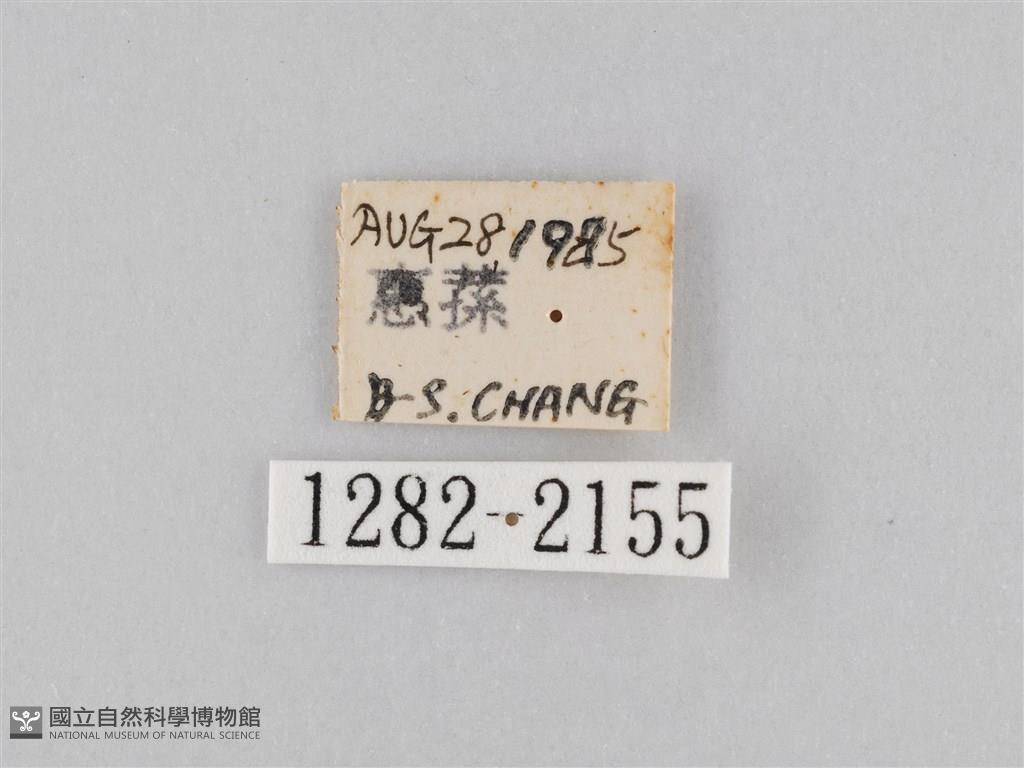 AUG 28, 1985
惠蓀
B-S. CHANG
1282-2155
國立自然科學博物館
NATIONAL MUSEUM OF NATURAL SCIENCE